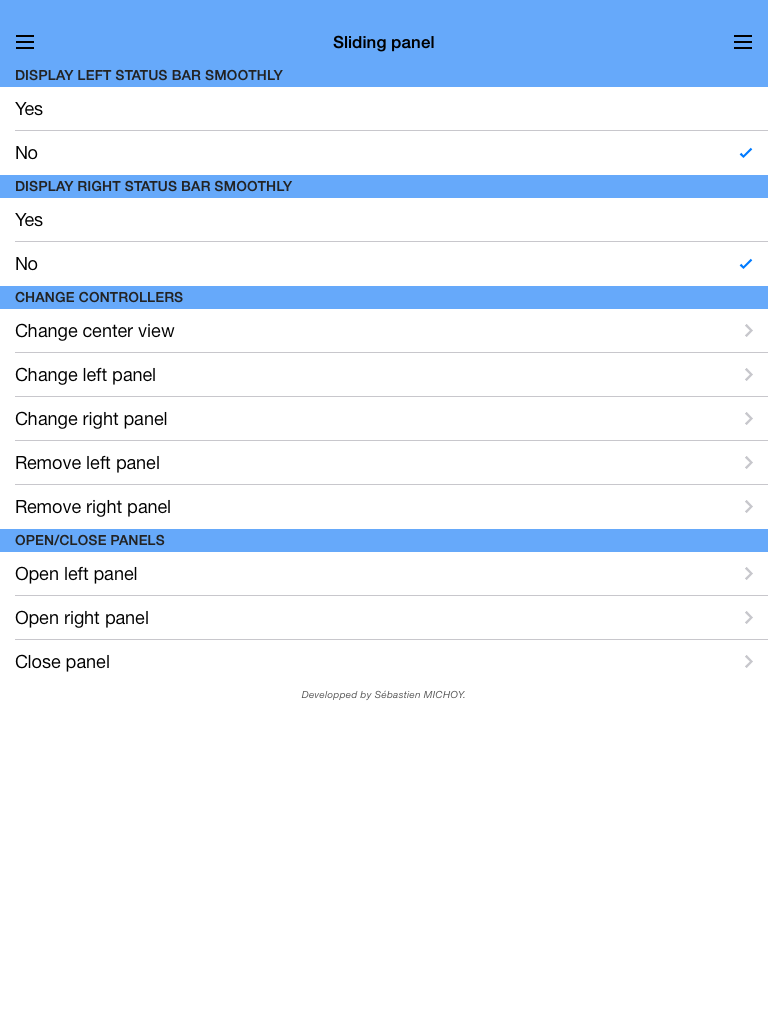 Sliding panel
DISPLAY LEFT STATUS BAR SMOOTHLY
Yes
No
DISPLAY RIGHT STATUS BAR SMOOTHLY
Yes
No
CHANGE CONTROLLERS
Change center view
Change left panel
Change right panel
Remove left panel
Remove right panel
OPEN/CLOSE PANELS
Open left panel
Open right panel
Close panel
Developped by Sébastien MICHOY.